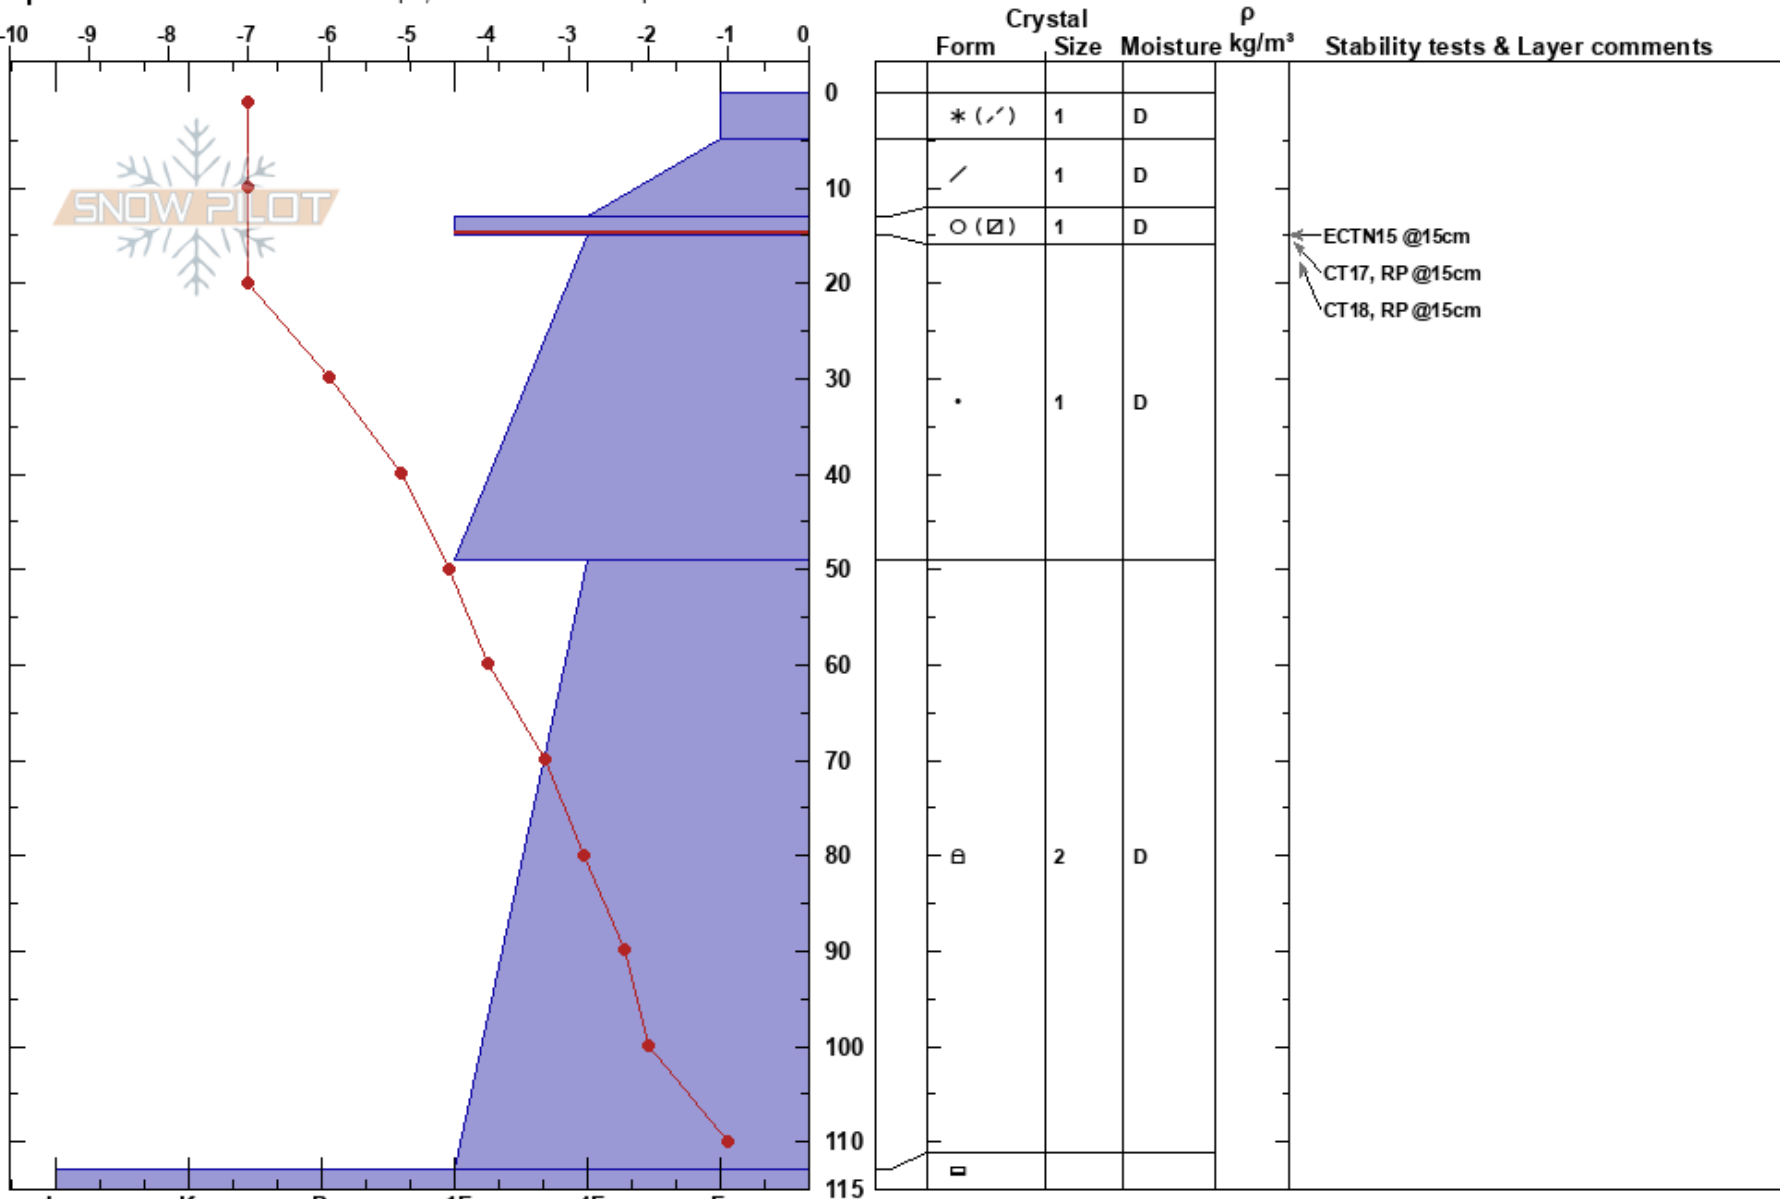 Crystal
ρ
-10 -9 -8 -7 -6 -5 -4 -3 -2 -1 0
Form Size Moisture kg/m³ Stability tests & Layer comments
0
1 D
SNOW PILOT
10
1 D
1 D
ECTN15 @15cm
CT17, RP @15cm
20
CT18, RP @15cm
30
1 D
40
50
60
70
80
2 D
90
100
110
115